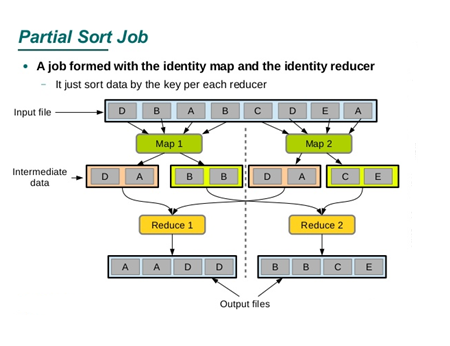 Partial Sort Job
• A job formed with the identity map and the identity reducer
– It just sort data by the key per each reducer
Input file
D B A B C D E A
Map 1 Map 2
Intermediate
data
D A B B D A C E
Reduce 1 Reduce 2
A A D D B B C E
Output files